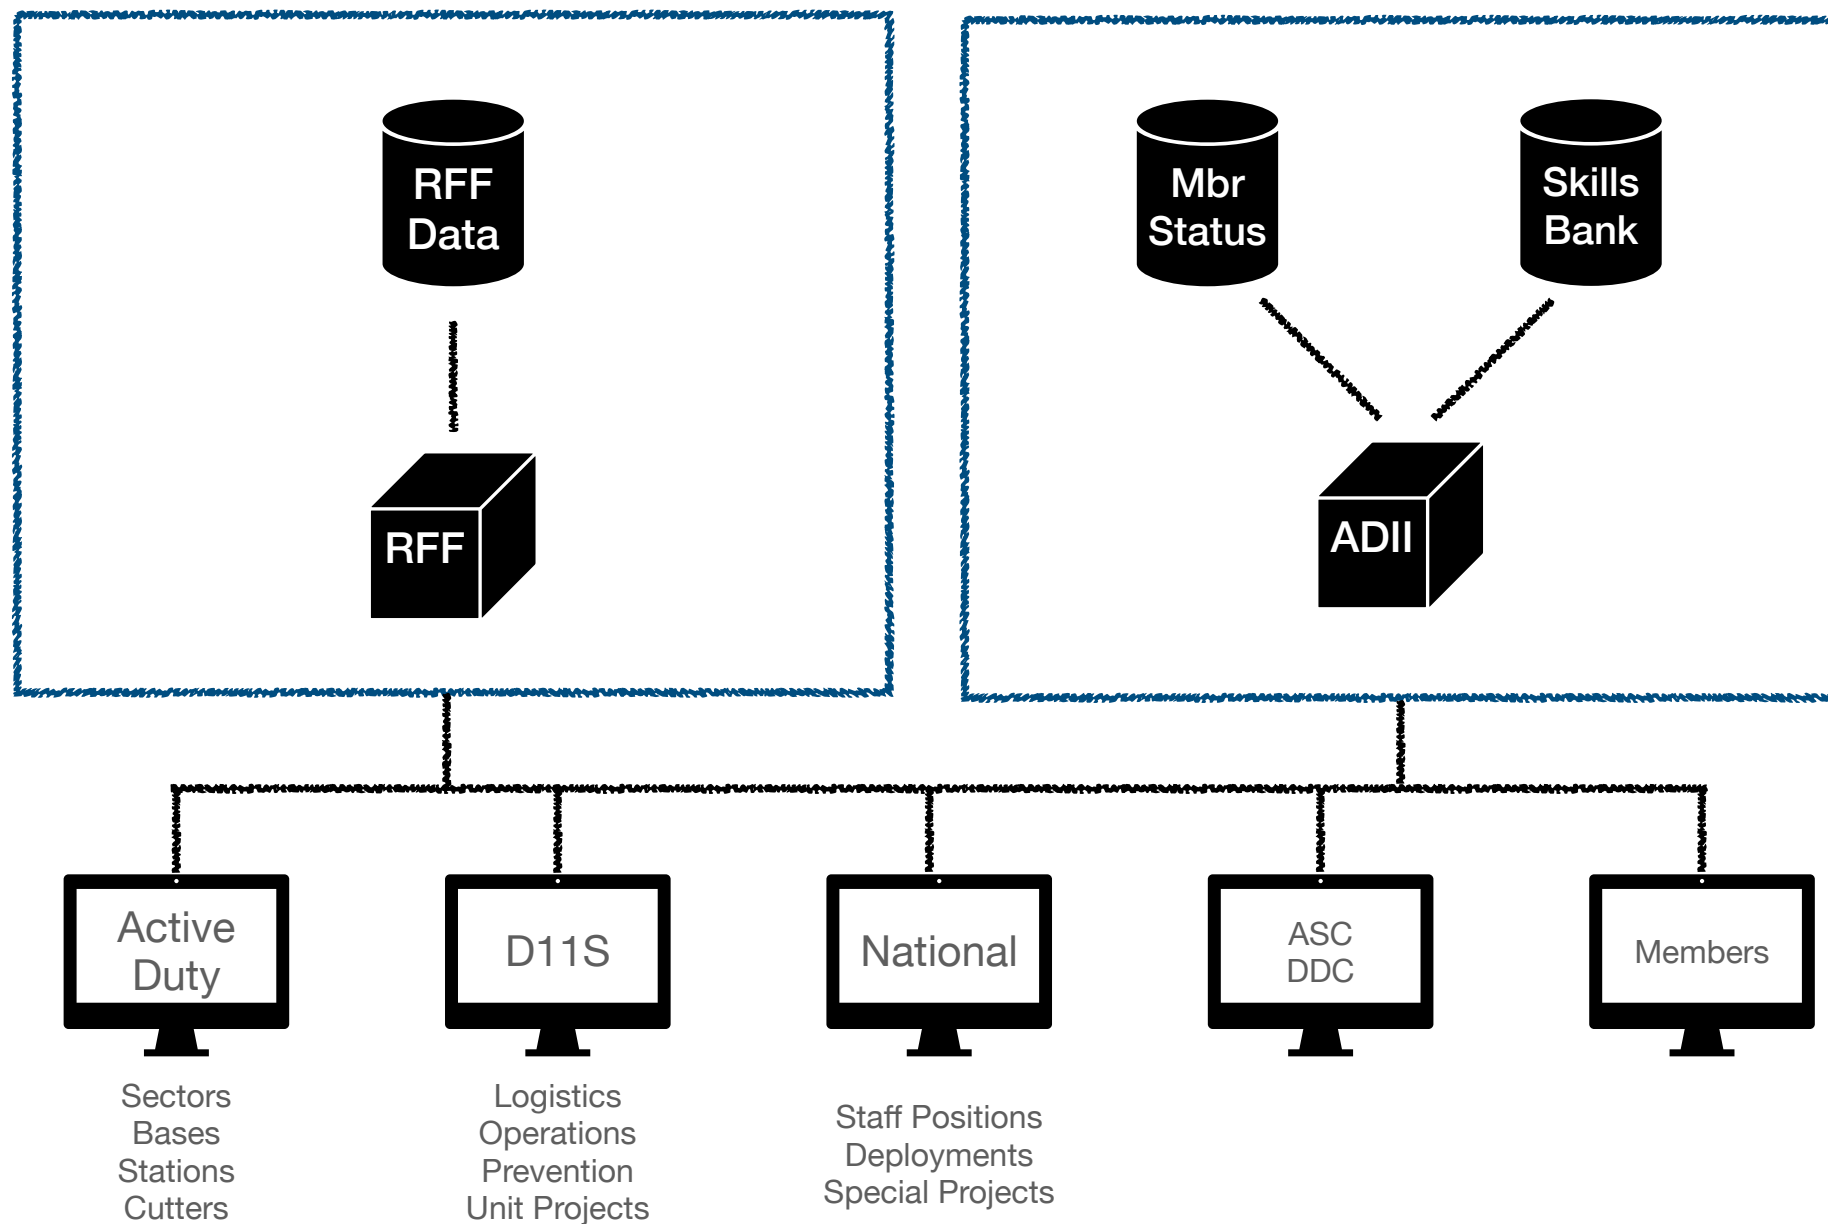 RFF
Data
Mbr
Status
Skills
Bank
RFF
ADII
Active
Duty
D11S
National
ASC
DDC
Members
Sectors
Bases
Stations
Cutters
Logistics
Operations
Prevention
Unit Projects
Staff Positions
Deployments
Special Projects